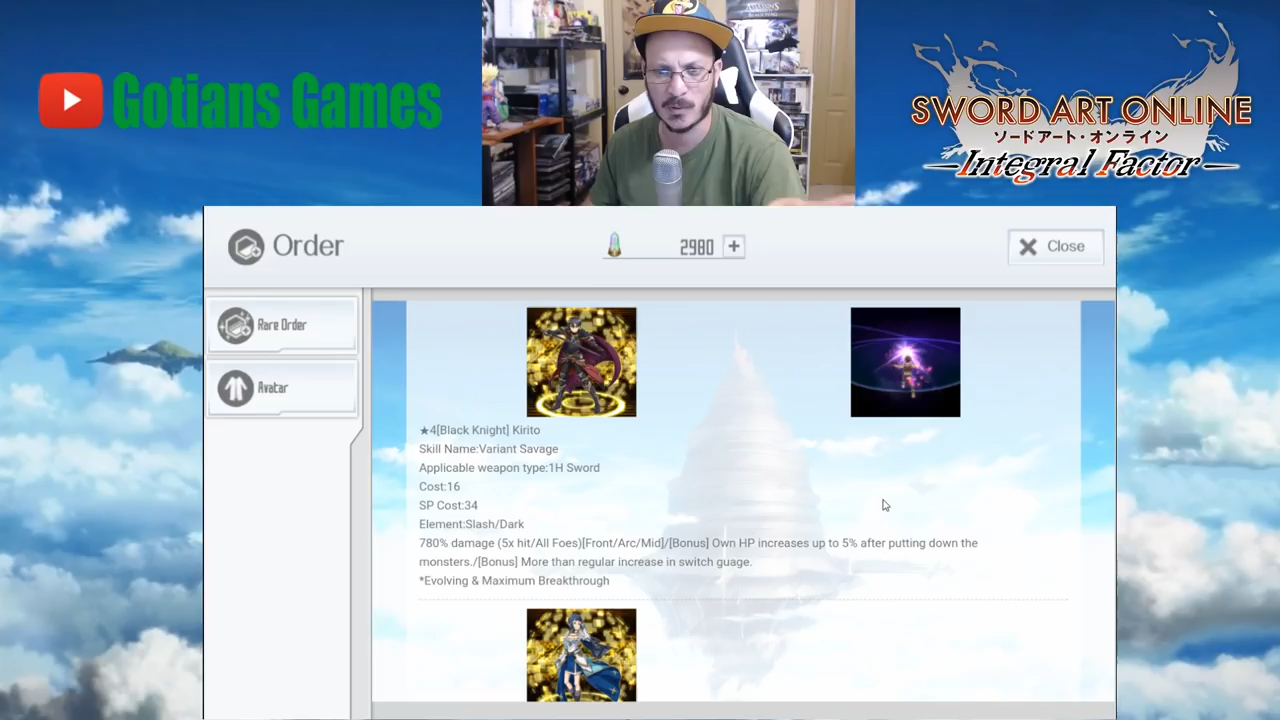 Gotians Games
SWORD ART ONLINE
ソードアート・オンライン
Integral Factor
Order
2980
Close
Rare Order
Avatar
★4[Black Knight] Kirito
Skill Name:Variant Savage
Applicable weapon type:1H Sword
Cost:16
SP Cost:34
Element:Slash/Dark
780% damage (5x hit/All Foes)[Front/Arc/Mid]/[Bonus] Own HP increases up to 5% after putting down the
monsters./[Bonus] More than regular increase in switch guage.
*Evolving & Maximum Breakthrough